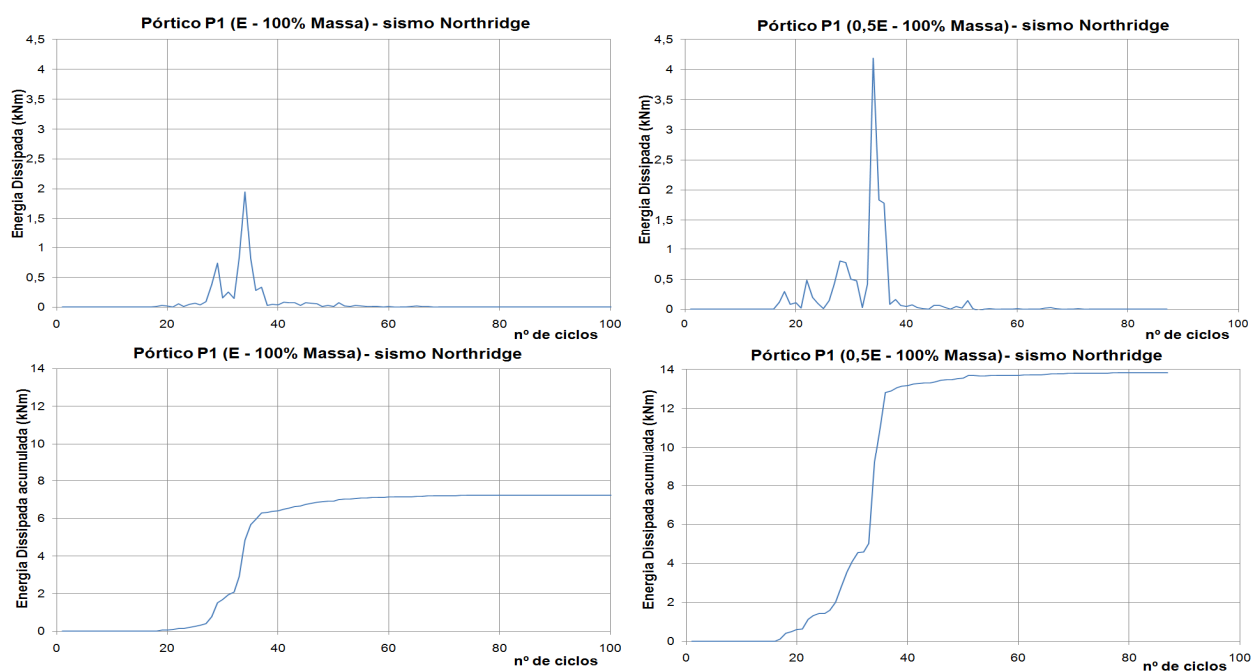 Pórtico P1 (E - 100% Massa) - sismo Northridge
Energia Dissipada (kNm)
4,5
4
3,5
3
2,5
2
1,5
1
0,5
0
0 20 40 60 80 100
nº de ciclos
Pórtico P1 (0,5E - 100% Massa) - sismo Northridge
Energia Dissipada (kNm)
4,5
4
3,5
3
2,5
2
1,5
1
0,5
0
0 20 40 60 80 100
nº de ciclos
Pórtico P1 (E - 100% Massa) - sismo Northridge
Energia Dissipada acumulada (kNm)
14
12
10
8
6
4
2
0
0 20 40 60 80 100
nº de ciclos
Pórtico P1 (0,5E - 100% Massa) - sismo Northridge
Energia Dissipada acumulada (kNm)
14
12
10
8
6
4
2
0
0 20 40 60 80 100
nº de ciclos